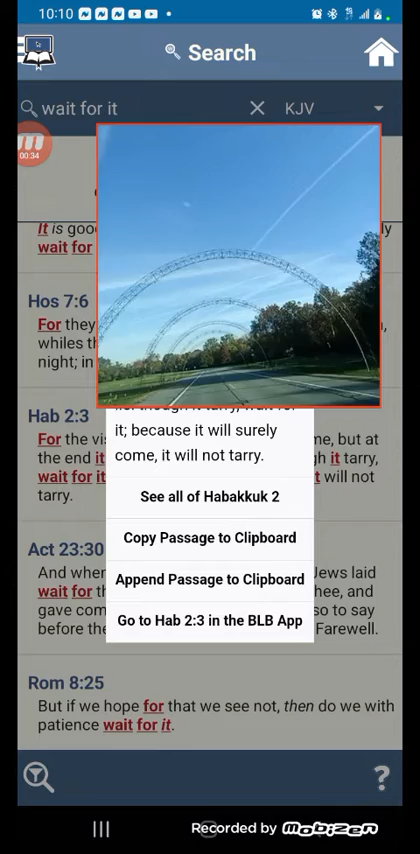 10:10
Search
wait for it
KJV
00:34
It is goo
ly
wait for
Hos 7:6
For they
whiles th
night; in
Hab 2:3
it; because it will surely
For the vis
me, but at
the end it
gh it tarry,
come, it will not tarry.
wait for it
t will not
tarry.
See all of Habakkuk 2
Copy Passage to Clipboard
Act 23:30
And when
Jews laid
Append Passage to Clipboard
wait for th
hee, and
gave com
so to say
before the
Farewell.
Go to Hab 2:3 in the BLB App
Rom 8:25
But if we hope for that we see not, then do we with
patience wait for it.
?
Recorded by Mobizen